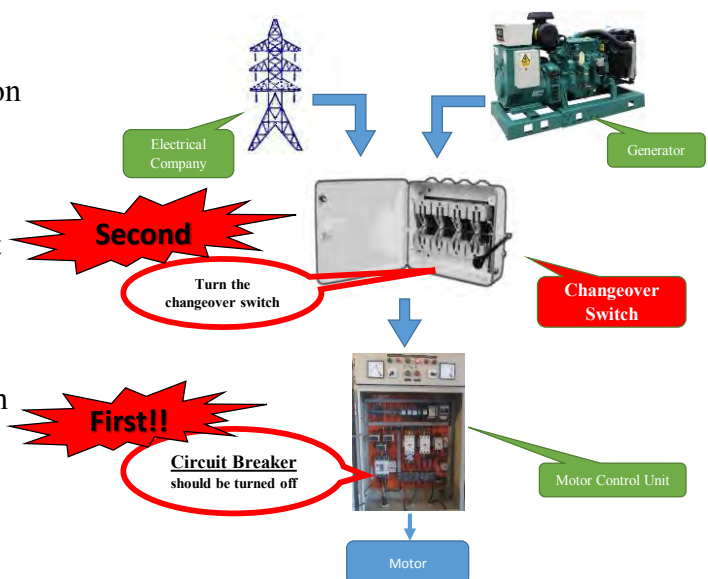 on
Electrical
Company
Generator
Second
t
Turn the
changeover switch
Changeover
Switch
n
First!!
Circuit Breaker
should be turned off
Motor Control Unit
Motor